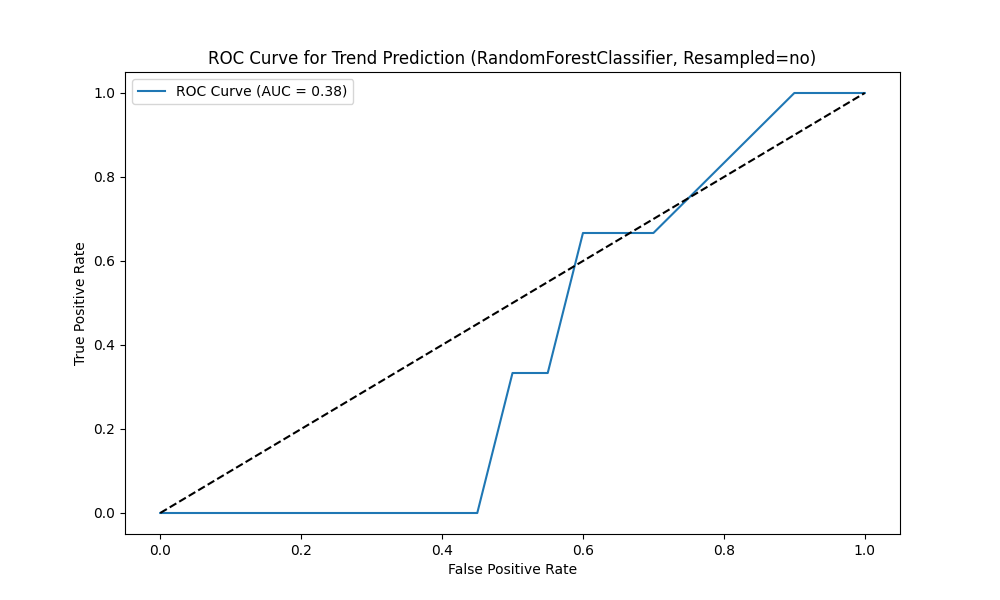 ROC Curve for Trend Prediction (RandomForestClassifier, Resampled=no)
ROC Curve (AUC = 0.38)
1.0
0.8
0.6
0.4
0.2
0.0
True Positive Rate
0.0 0.2 0.4 0.6 0.8 1.0
False Positive Rate